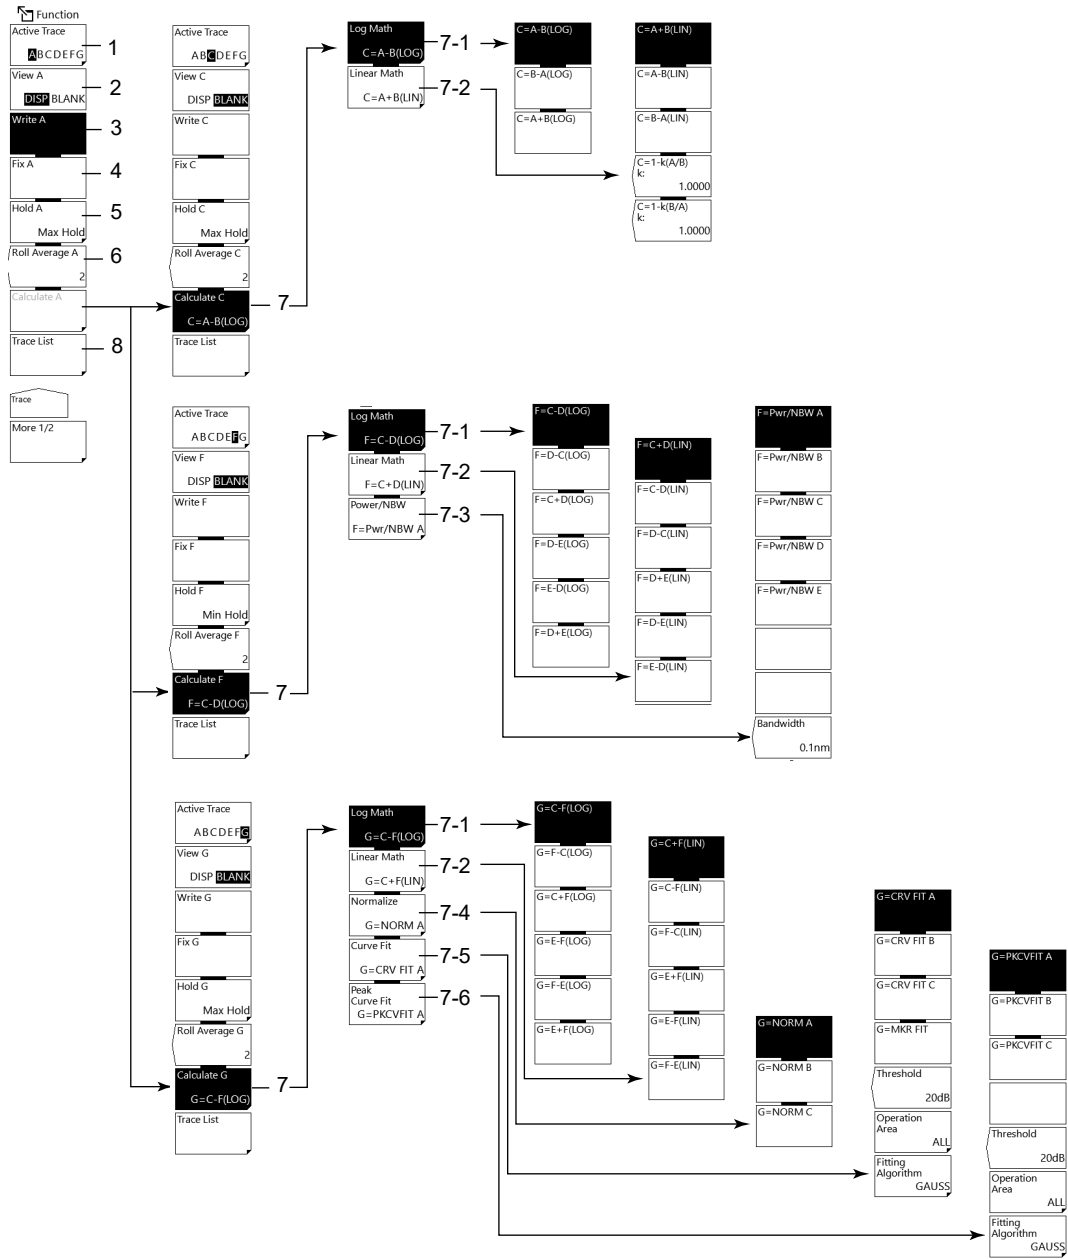 Function
Active Trace
ABCDEFG
1
View A
DISP BLANK
2
Write A
3
Fix A
4
Hold A
Max Hold
5
Roll Average A
2
6
Calculate A
Trace List
8
Trace
More 1/2
Active Trace
ABCDEFG
View C
DISP BLANK
Write C
Fix C
Hold C
Max Hold
Roll Average C
2
Calculate C
C=A-B(LOG)
7
Trace List
Log Math
C=A-B(LOG)
7-1
Linear Math
C=A+B(LIN)
7-2
C=A-B(LOG)
C=B-A(LOG)
C=A+B(LOG)
C=A+B(LIN)
C=A-B(LIN)
C=B-A(LIN)
C=1-k(A/B)
k:
1.0000
C=1-k(B/A)
k:
1.0000
Active Trace
ABCDEFG
View F
DISP BLANK
Write F
Fix F
Hold F
Min Hold
Roll Average F
2
Calculate F
F=C-D(LOG)
7
Trace List
Log Math
F=C-D(LOG)
7-1
Linear Math
F=C+D(LIN)
7-2
Power/NBW
F=Pwr/NBW A
7-3
F=C-D(LOG)
F=D-C(LOG)
F=C+D(LOG)
F=D-E(LOG)
F=E-D(LOG)
F=D+E(LOG)
F=C+D(LIN)
F=C-D(LIN)
F=D-C(LIN)
F=D+E(LIN)
F=D-E(LIN)
F=E-D(LIN)
F=Pwr/NBW A
F=Pwr/NBW B
F=Pwr/NBW C
F=Pwr/NBW D
F=Pwr/NBW E
Bandwidth
0.1nm
Active Trace
ABCDEFG
View G
DISP BLANK
Write G
Fix G
Hold G
Max Hold
Roll Average G
2
Calculate G
G=C-F(LOG)
7
Trace List
Log Math
G=C-F(LOG)
7-1
Linear Math
G=C+F(LIN)
7-2
Normalize
G=NORM A
7-4
Curve Fit
G=CRV FIT A
7-5
Peak
Curve Fit
G=PKCVFIT A
7-6
G=C-F(LOG)
G=F-C(LOG)
G=C+F(LOG)
G=E-F(LOG)
G=F-E(LOG)
G=E+F(LOG)
G=C+F(LIN)
G=C-F(LIN)
G=F-C(LIN)
G=E+F(LIN)
G=E-F(LIN)
G=F-E(LIN)
G=NORM A
G=NORM B
G=NORM C
G=CRV FIT A
G=CRV FIT B
G=CRV FIT C
G=MKR FIT
Threshold
20dB
Operation
Area
ALL
Fitting
Algorithm
GAUSS
G=PKCVFIT A
G=PKCVFIT B
G=PKCVFIT C
Threshold
20dB
Operation
Area
ALL
Fitting
Algorithm
GAUSS